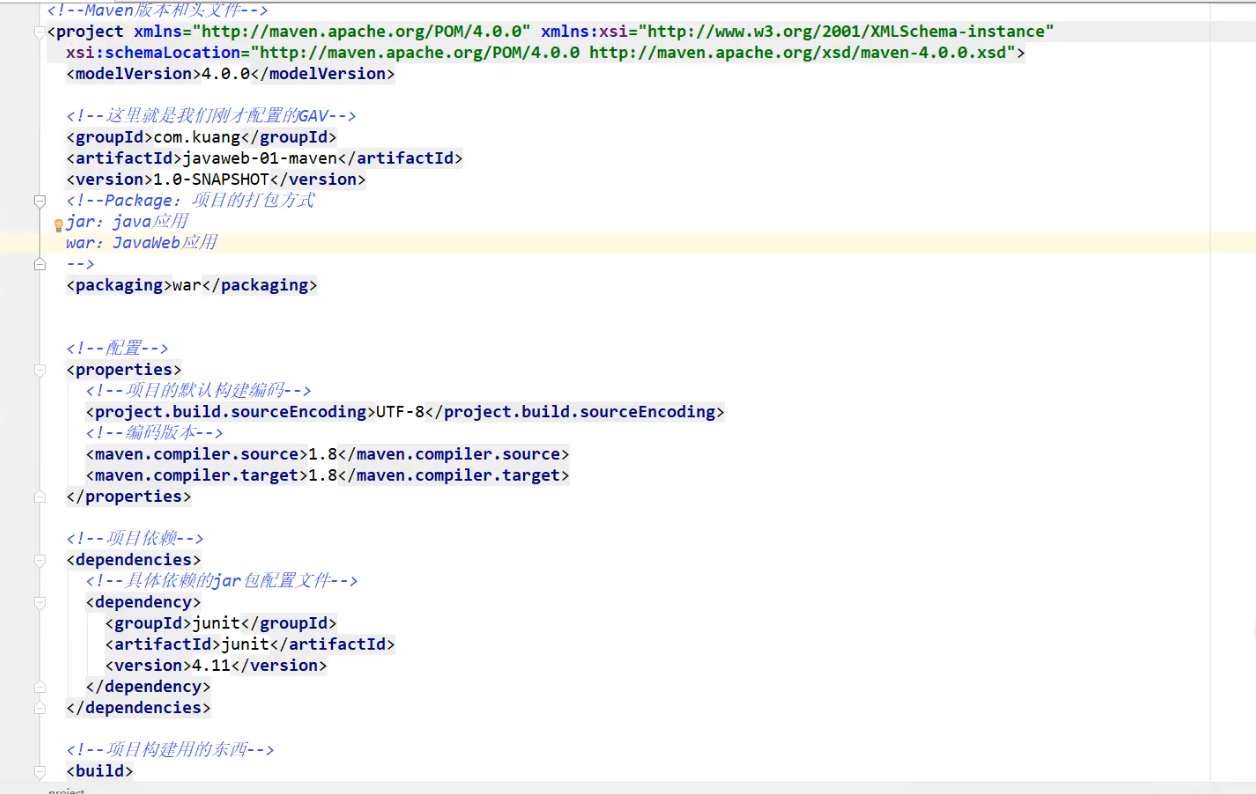 <!--Maven版本和头文件-->
<project xmlns="http://maven.apache.org/POM/4.0.0" xmlns:xsi="http://www.w3.org/2001/XMLSchema-instance"
xsi:schemaLocation="http://maven.apache.org/POM/4.0.0 http://maven.apache.org/xsd/maven-4.0.0.xsd">
<modelVersion>4.0.0</modelVersion>
<!--这里就是我们刚才配置的GAV-->
<groupId>com.kuang</groupId>
<artifactId>javaweb-01-maven</artifactId>
<version>1.0-SNAPSHOT</version>
<!--Package：项目的打包方式
jar：java应用
war：JavaWeb应用
-->
<packaging>war</packaging>
<!--配置-->
<properties>
<!--项目的默认构建编码-->
<project.build.sourceEncoding>UTF-8</project.build.sourceEncoding>
<!--编码版本-->
<maven.compiler.source>1.8</maven.compiler.source>
<maven.compiler.target>1.8</maven.compiler.target>
</properties>
<!--项目依赖-->
<dependencies>
<!--具体依赖的jar包配置文件-->
<dependency>
<groupId>junit</groupId>
<artifactId>junit</artifactId>
<version>4.11</version>
</dependency>
</dependencies>
<!--项目构建用的东西-->
<build>
project